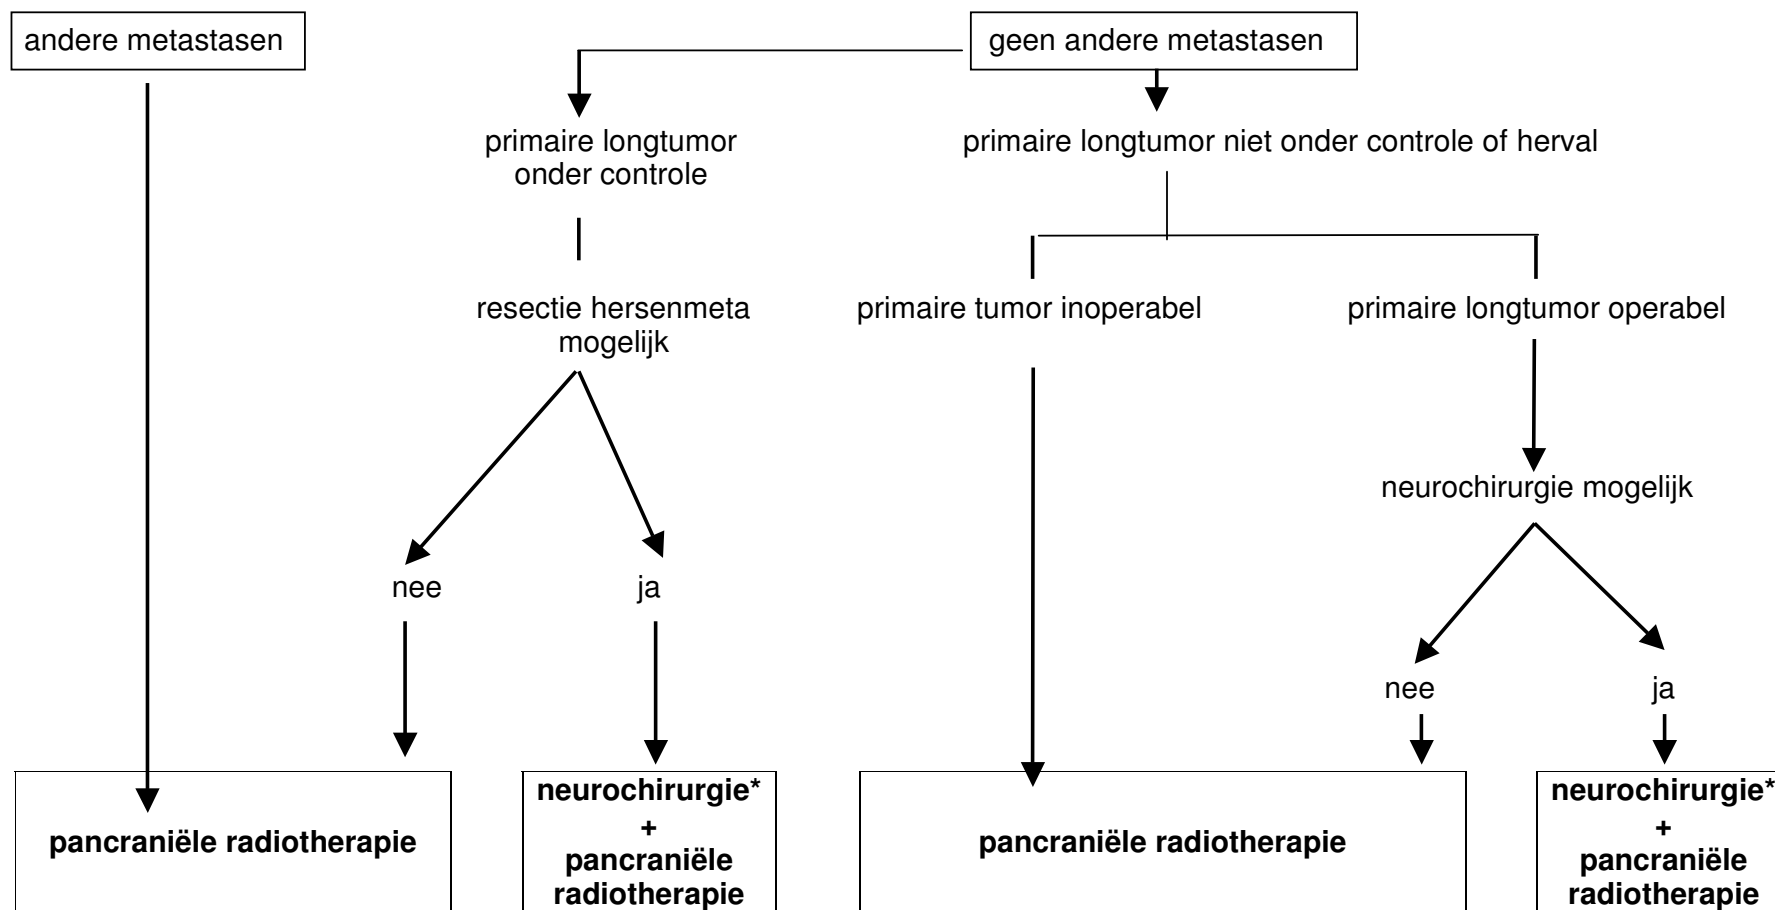 andere metastasen
geen andere metastasen
primaire longtumor
onder controle
primaire longtumor niet onder controle of herval
resectie hersenmeta
mogelijk
primaire tumor inoperabel
primaire longtumor operabel
neurochirurgie mogelijk
nee
ja
nee
ja
pancraniële radiotherapie
neurochirurgie*
+
pancraniële
radiotherapie
pancraniële radiotherapie
neurochirurgie*
+
pancraniële
radiotherapie